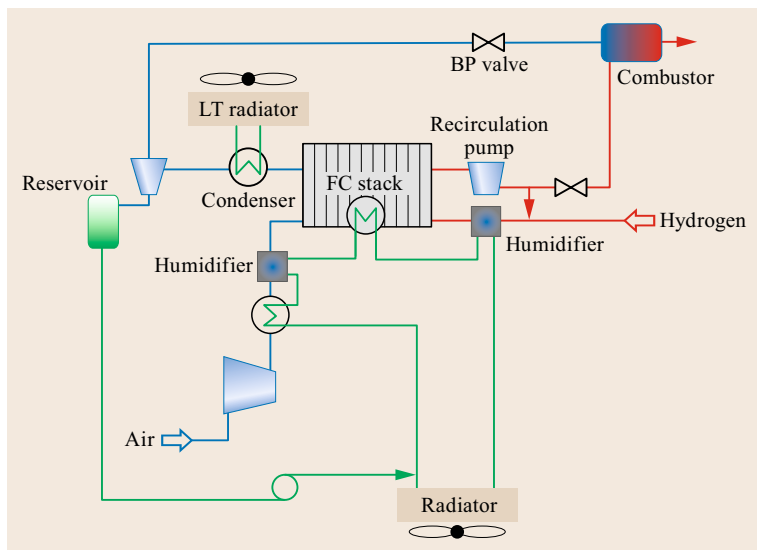 BP valve
Combustor
LT radiator
Recirculation
pump
Reservoir
FC stack
Condenser
Hydrogen
Humidifier
Humidifier
Air
Radiator